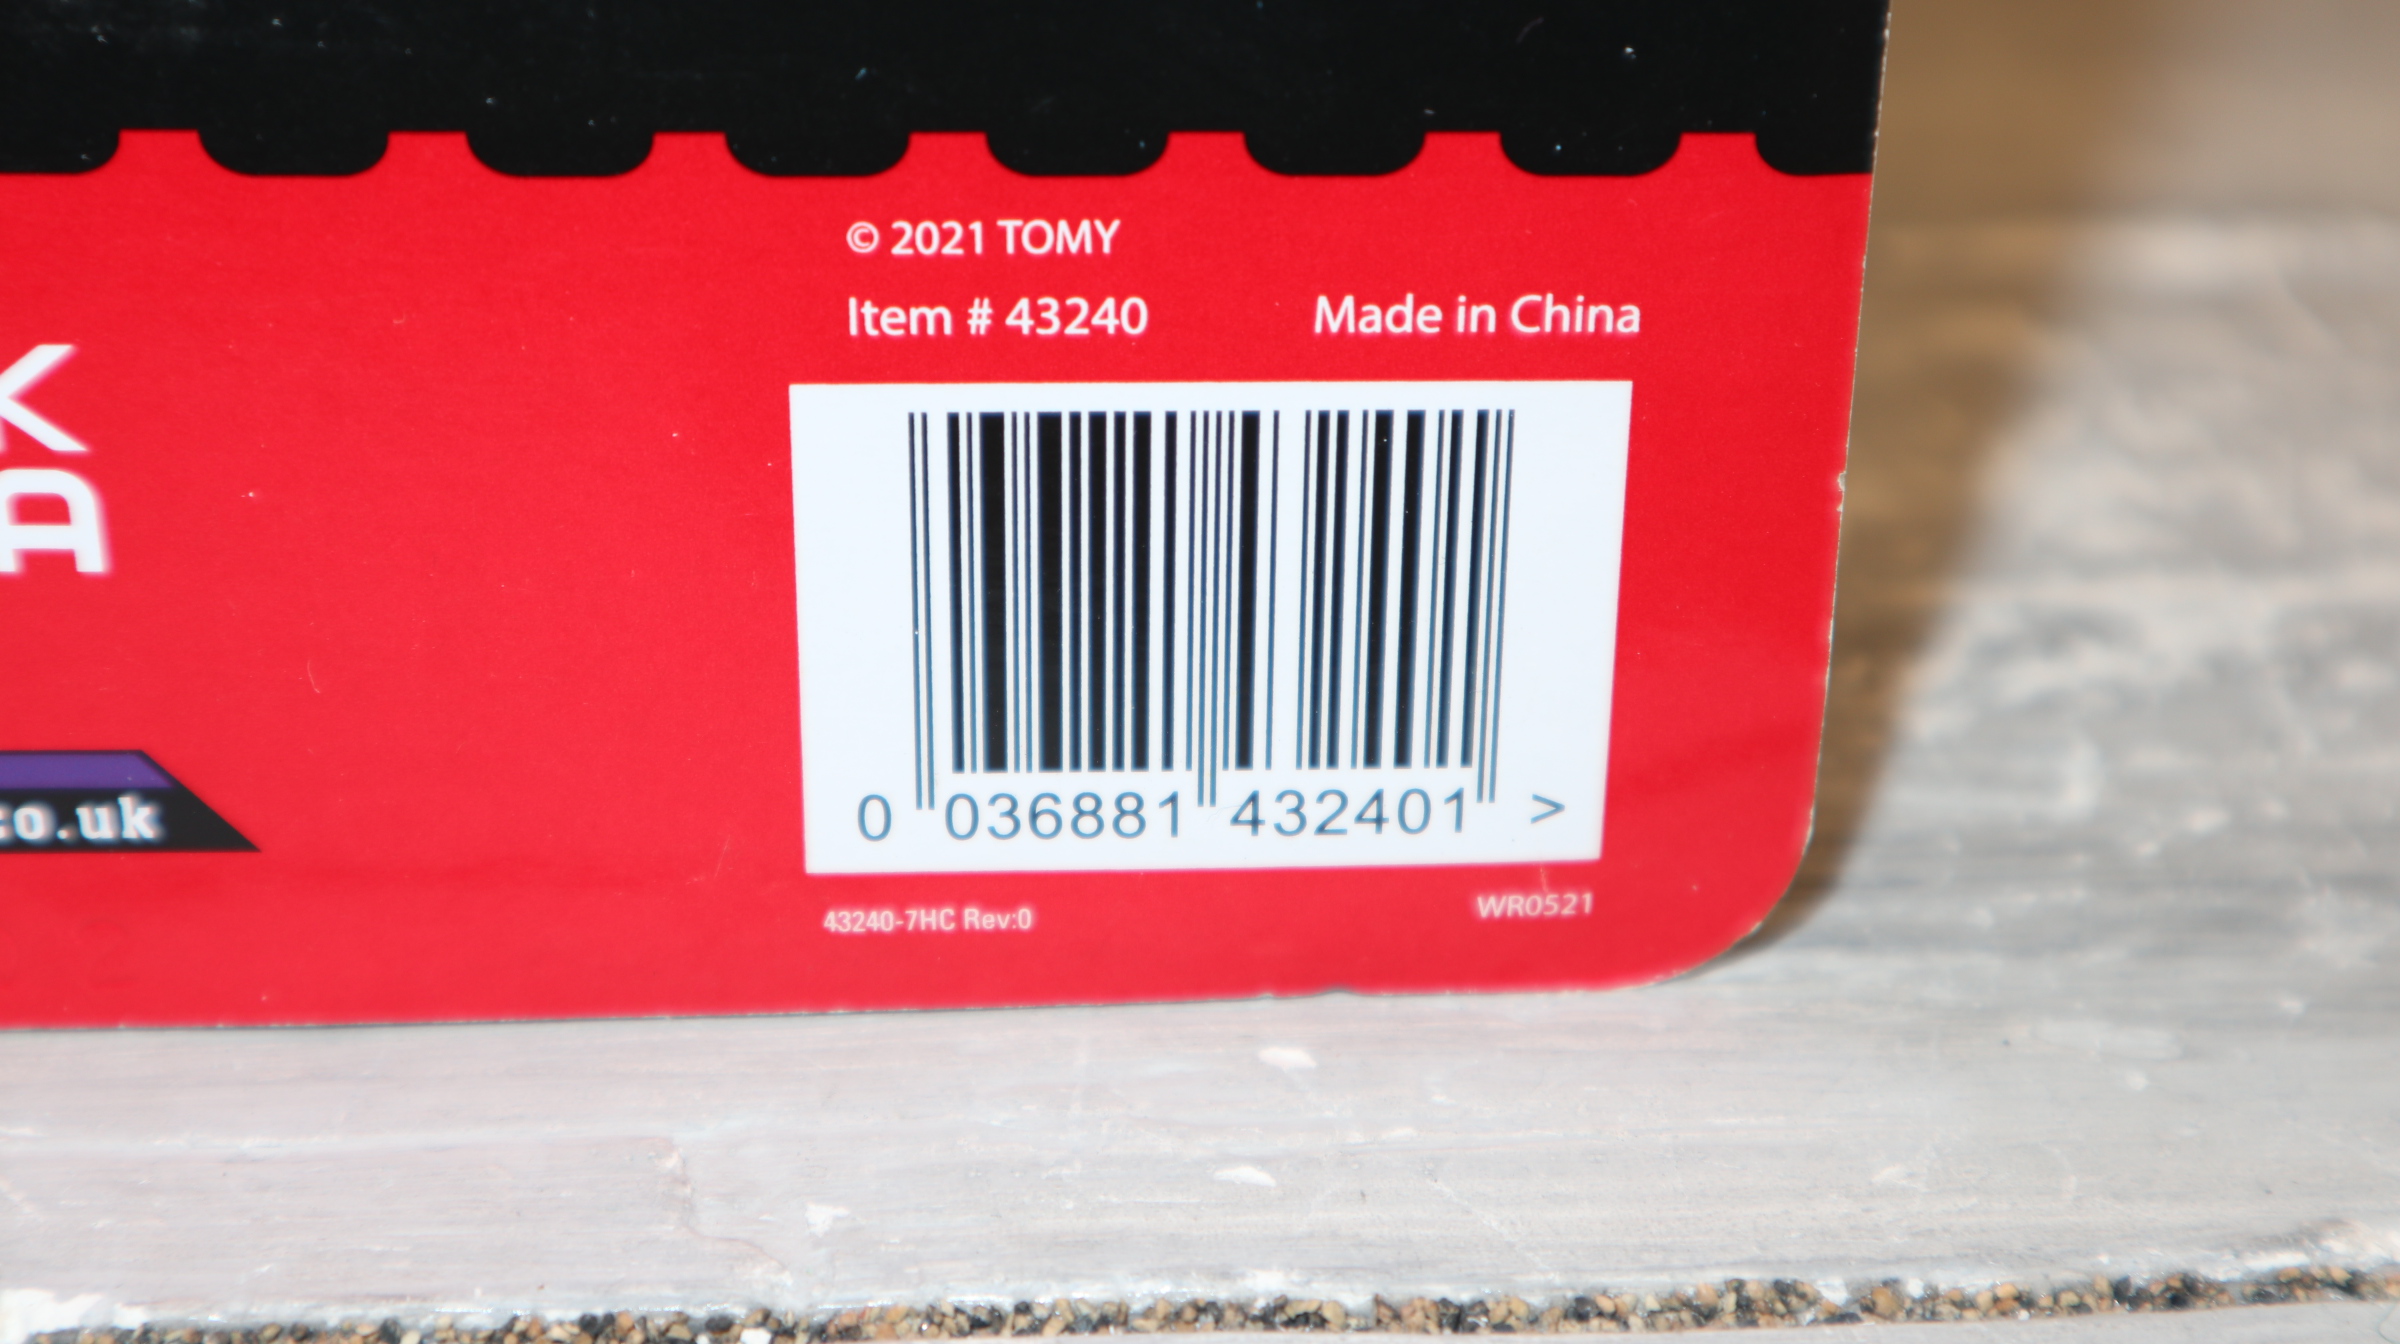 © 2021 TOMY
Item # 43240 Made in China
K
A
co.uk
0 036881 432401 >
43240-7HC Rev:0 WR0521